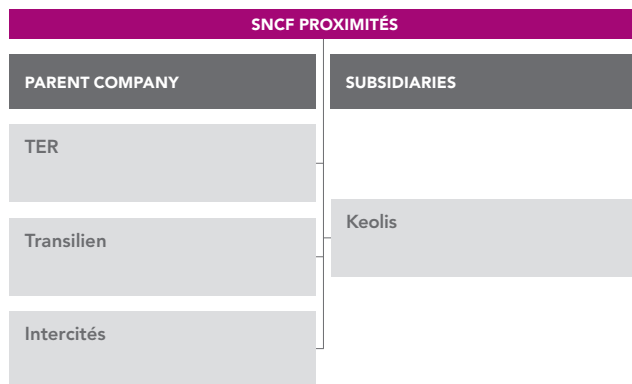 SNCF PROXIMITÉS
PARENT COMPANY
SUBSIDIARIES
TER
Transilien
Intercités
Keolis